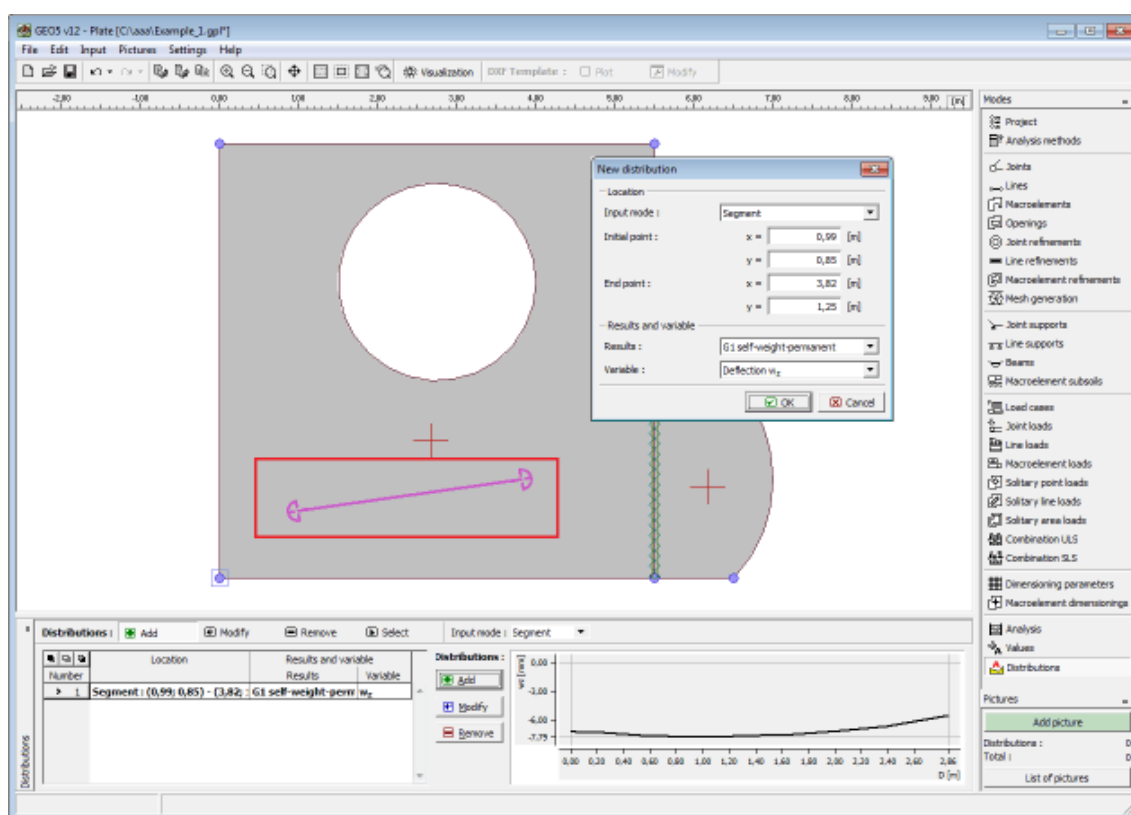 GEO5 v12 - Plate [C:\aaa\Example_1.gpl*]
File Edit Input Pictures Settings Help
Visualization DXF Template : Plot Modify
-2,00 -1,00 0,00 1,00 2,00 3,00 4,00 5,00 6,00 7,00 8,00 9,00 [m]
New distribution
Location
Input mode : Segment
Initial point : x = 0,99 [m]
y = 0,85 [m]
End point : x = 3,82 [m]
y = 1,25 [m]
Results and variable
Results : G1 self-weight-permanent
Variable : Deflection wz
OK Cancel
Modes
Project
Analysis methods
Joints
Lines
Macroelements
Openings
Joint refinements
Line refinements
Macroelement refinements
Mesh generation
Joint supports
Line supports
Beams
Macroelement subsoils
Load cases
Joint loads
Line loads
Macroelement loads
Solitary point loads
Solitary line loads
Solitary area loads
Combination ULS
Combination SLS
Dimensioning parameters
Macroelement dimensionings
Analysis
Values
Distributions
Pictures
Add picture
Distributions : 0
Total : 0
List of pictures
Distributions : Add Modify Remove Select Input mode : Segment
Location Results and variable
Number Results Variable
1 Segment : (0,99; 0,85) - (3,82; G1 self-weight-perm wz
Distributions :
Add
Modify
Remove
[mm]
0,00
-3,00
-6,00
-7,75
0,00 0,20 0,40 0,60 0,80 1,00 1,20 1,40 1,60 1,80 2,00 2,20 2,40 2,60 2,86
D [m]
Distributions